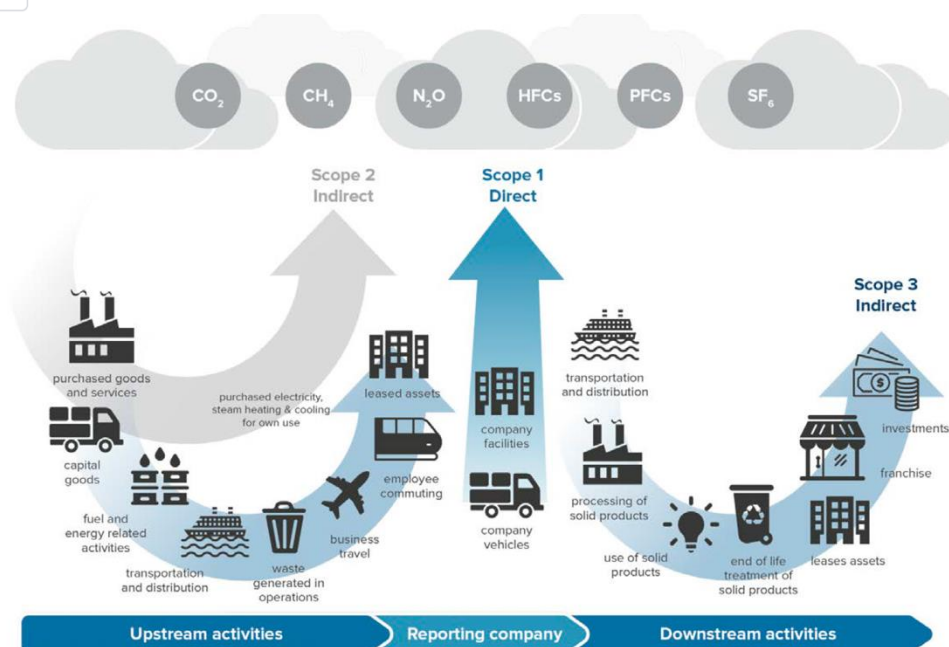 CO₂
CH₄
N₂O
HFCs
PFCs
SF₆
Scope 2
Indirect
Scope 1
Direct
Scope 3
Indirect
purchased goods
and services
capital
goods
fuel and
energy related
activities
transportation
and distribution
waste
generated in
operations
business
travel
employee
commuting
leased assets
purchased electricity,
steam heating & cooling
for own use
company
facilities
company
vehicles
transportation
and distribution
processing of
solid products
use of solid
products
end of life
treatment of
solid products
leases assets
franchise
investments
Upstream activities
Reporting company
Downstream activities